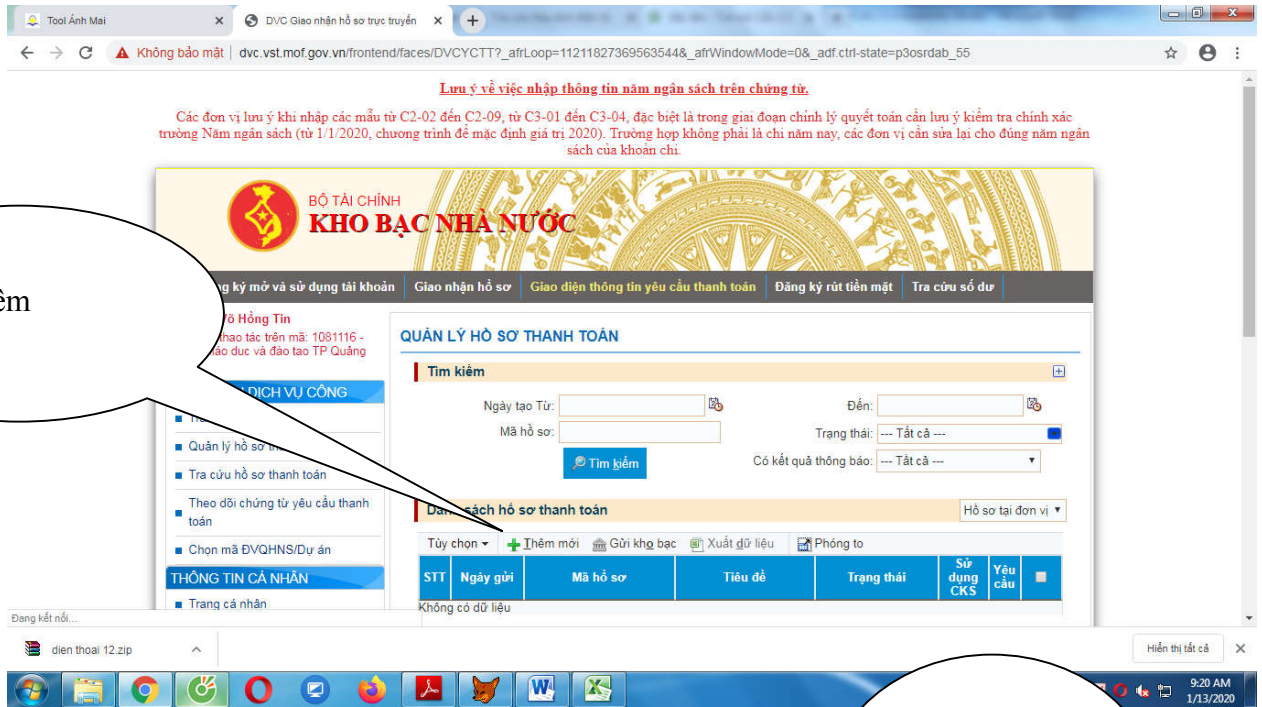 Tool Ánh Mai
DVC Giao nhận hồ sơ trực tuyến
Không bảo mật | dvc.vst.mof.gov.vn/frontend/faces/DVCYCTT?_afrLoop=11211827369563544&_afrWindowMode=0&_adf.ctrl-state=p3osrdab_55
Lưu ý về việc nhập thông tin năm ngân sách trên chứng từ.
Các đơn vị lưu ý khi nhập các mẫu từ C2-02 đến C2-09, từ C3-01 đến C3-04, đặc biệt là trong giai đoạn chỉnh lý quyết toán cần lưu ý kiểm tra chính xác
trường Năm ngân sách (từ 1/1/2020, chương trình để mặc định giá trị 2020). Trường hợp không phải là chi năm nay, các đơn vị cần sửa lại cho đúng năm ngân
sách của khoản chi.
BỘ TÀI CHÍNH
KHO BẠC NHÀ NƯỚC
ký mở và sử dụng tài khoản Giao nhận hồ sơ Giao diện thông tin yêu cầu thanh toán Đăng ký rút tiền mặt Tra cứu số dư
êm
Hồng Tin
thao tác trên mã: 1081116 -
dục và đào tạo TP Quảng
DỊCH VỤ CÔNG
Quản lý hồ sơ
Tra cứu hồ sơ thanh toán
Theo dõi chứng từ yêu cầu thanh
toán
Chọn mã ĐVQHNS/Dự án
THÔNG TIN CÁ NHÂN
Trang cá nhân
QUẢN LÝ HỒ SƠ THANH TOÁN
Tìm kiếm
Ngày tạo Từ: Đến:
Mã hồ sơ: Trạng thái: --- Tất cả ---
Tìm kiếm Có kết quả thông báo: --- Tất cả ---
Danh sách hồ sơ thanh toán Hồ sơ tại đơn vị
Tùy chọn Thêm mới Gửi kho bạc Xuất dữ liệu Phóng to
STT Ngày gửi Mã hồ sơ Tiêu đề Trạng thái Sử dụng CKS Yêu cầu
Không có dữ liệu
Đang kết nối...
dien thoai 12.zip
Hiển thị tất cả
9:20 AM
1/13/2020